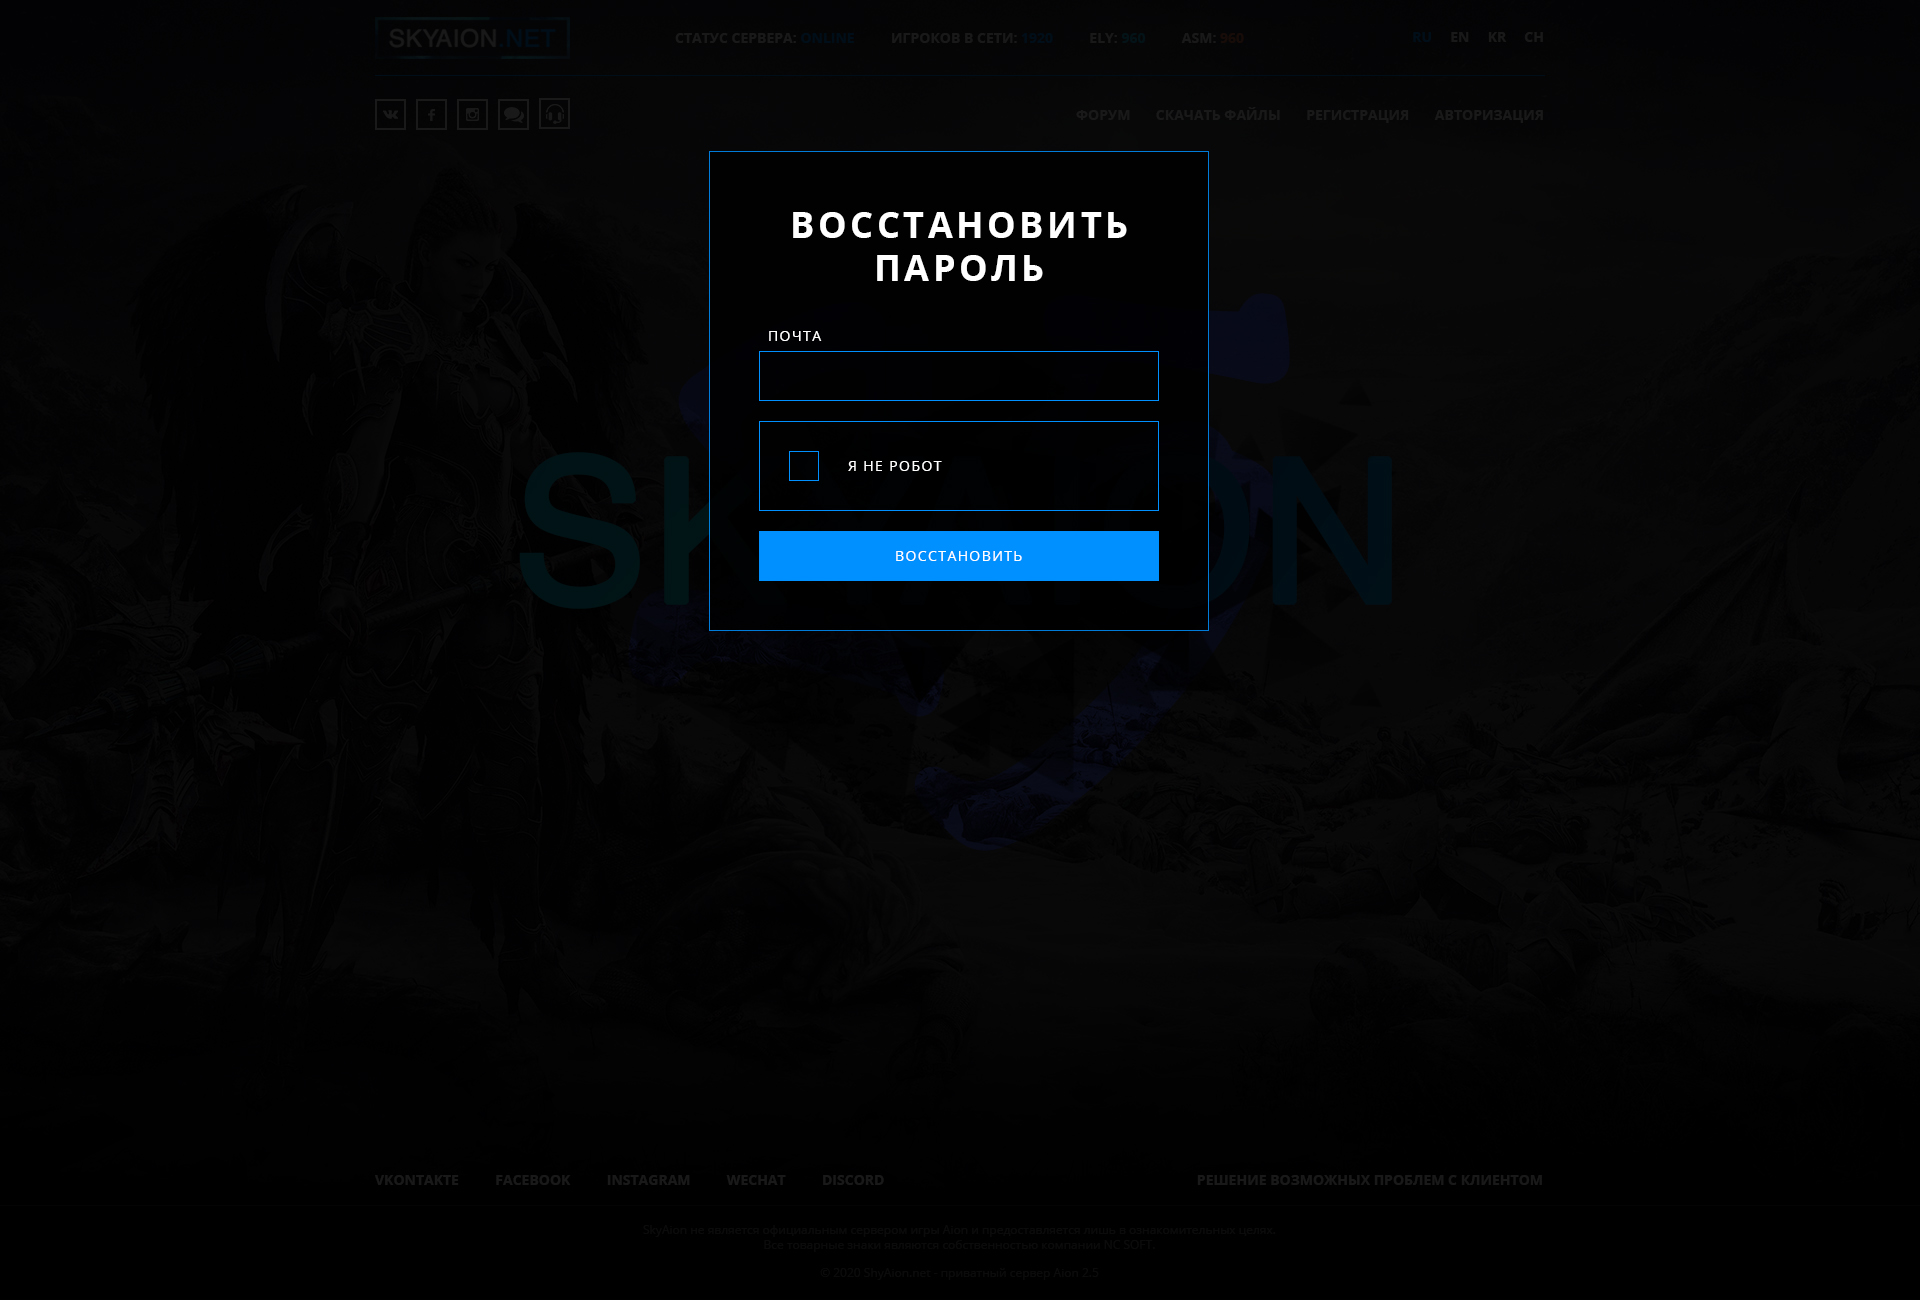 SKYAION.NET
СТАТУС СЕРВЕРА: ONLINE ИГРОКОВ В СЕТИ: 1920 ELY: 960 ASM: 960
RU EN KR CH
ФОРУМ СКАЧАТЬ ФАЙЛЫ РЕГИСТРАЦИЯ АВТОРИЗАЦИЯ
ВОССТАНОВИТЬ
ПАРОЛЬ
ПОЧТА
Я НЕ РОБОТ
ВОССТАНОВИТЬ
VKONTAKTE FACEBOOK INSTAGRAM WECHAT DISCORD
РЕШЕНИЕ ВОЗМОЖНЫХ ПРОБЛЕМ С КЛИЕНТОМ
SkyAion не является официальным сервером игры Aion и предоставляется лишь в ознакомительных целях.
Все товарные знаки являются собственностью компании NC SOFT.
© 2020 ShyAion.net - приватный сервер Aion 2.5